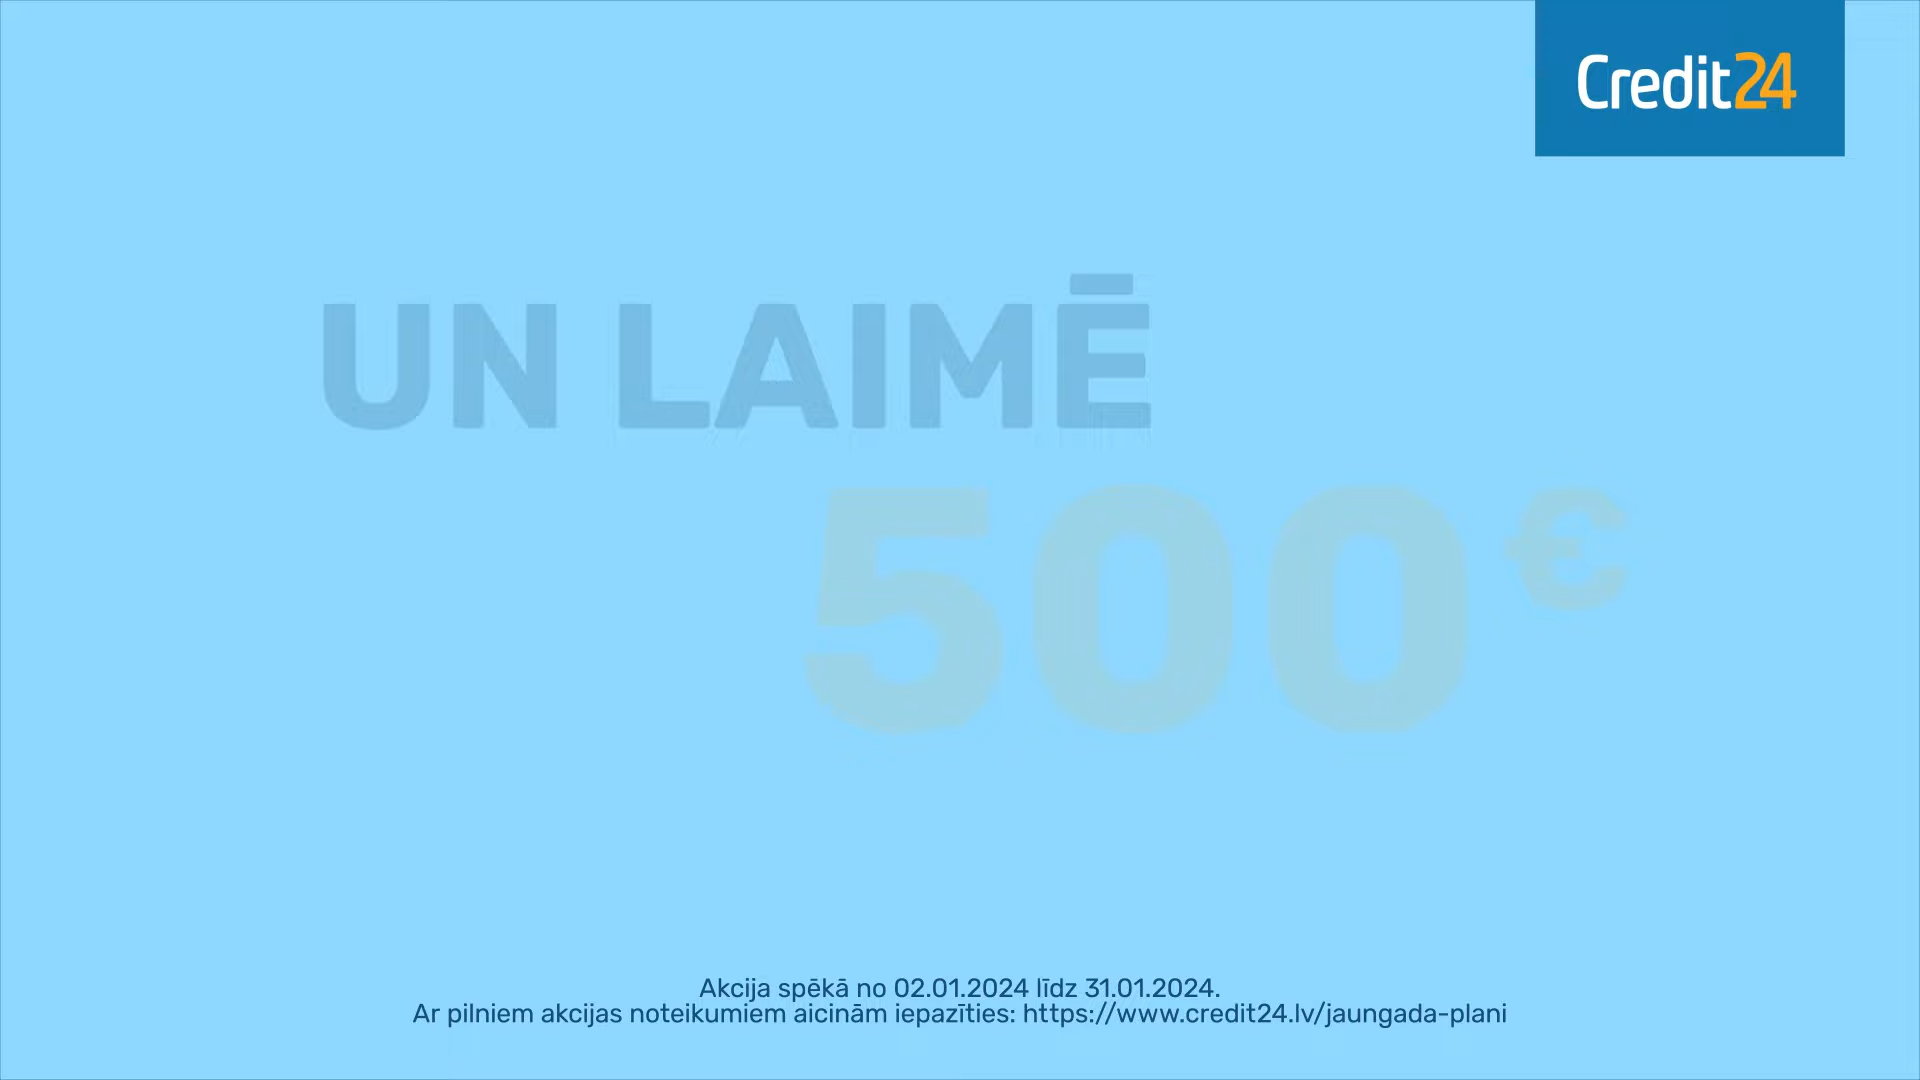 Credit24
UN LAIMĒ
500€
Akcija spēkā no 02.01.2024 līdz 31.01.2024.
Ar pilniem akcijas noteikumiem aicinām iepazīties: https://www.credit24.lv/jaungada-plani